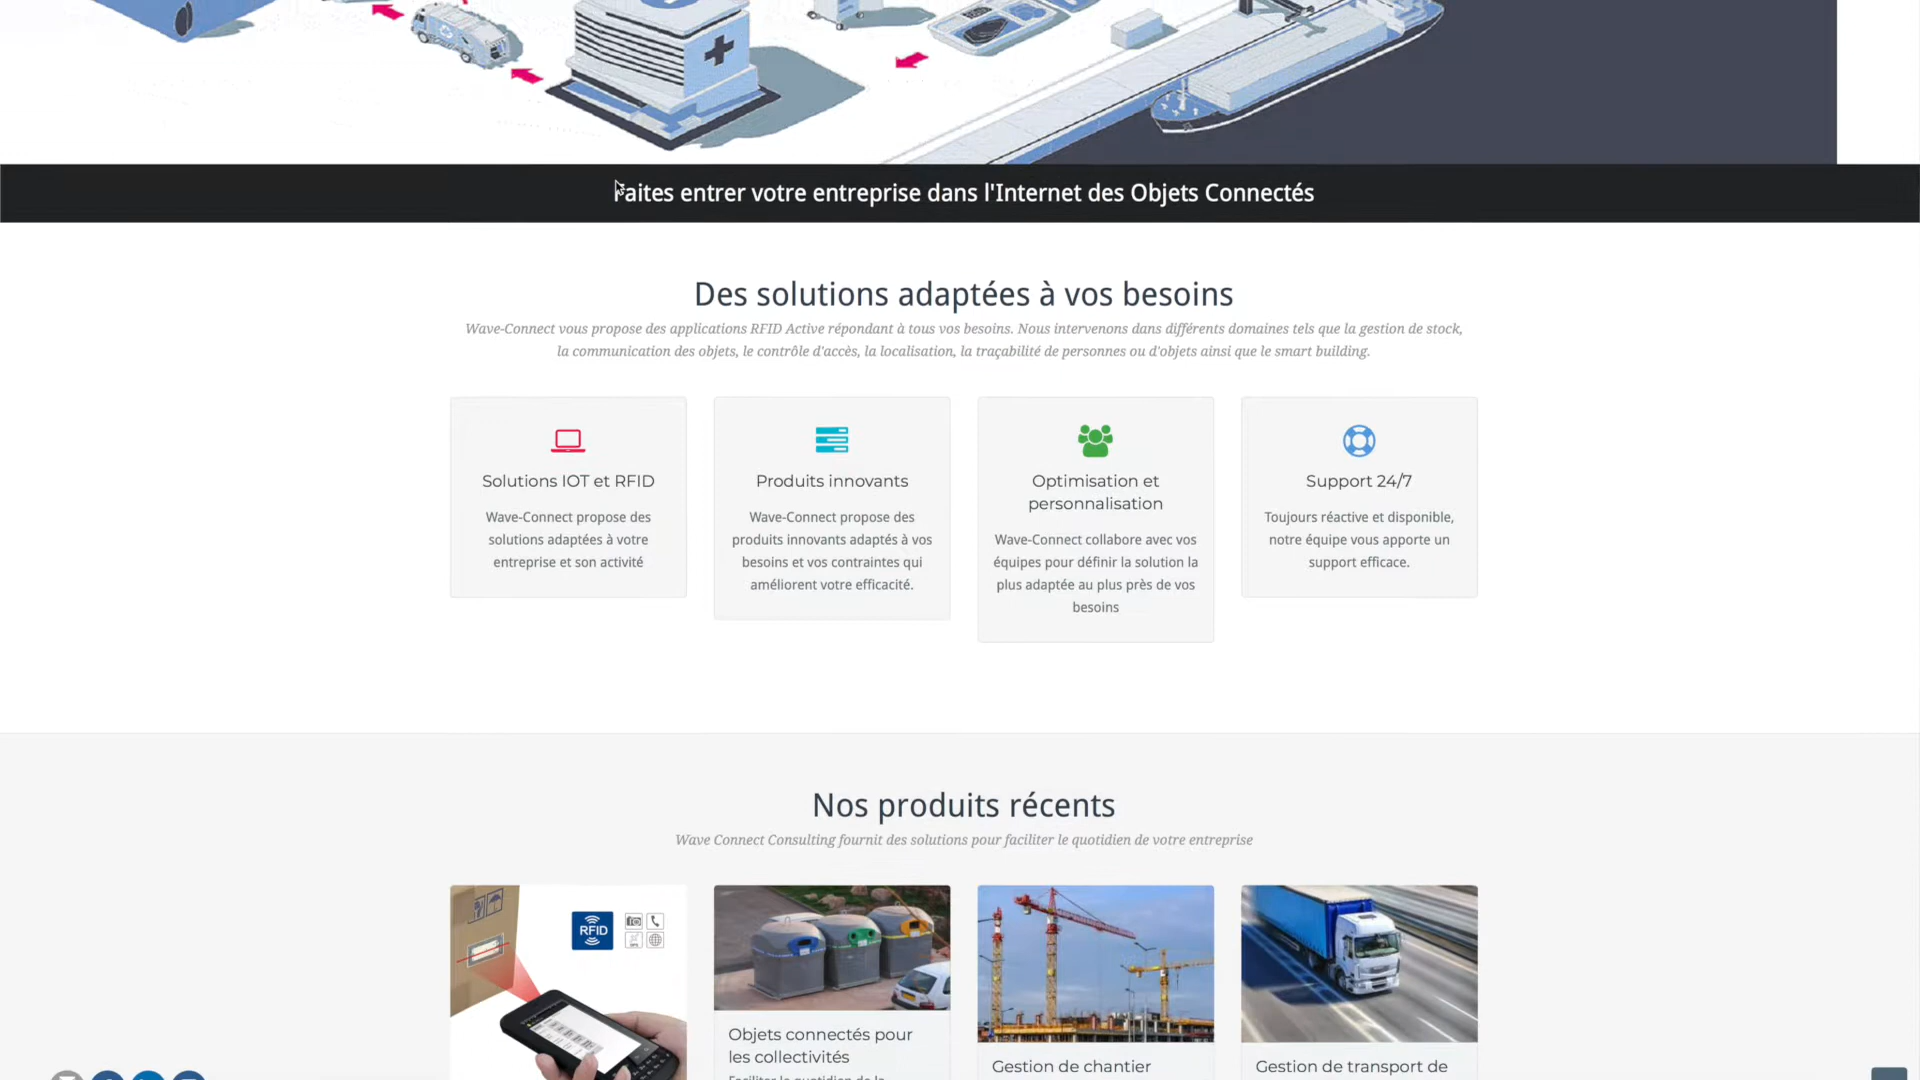 Faites entrer votre entreprise dans l'Internet des Objets Connectés
Des solutions adaptées à vos besoins
Wave-Connect vous propose des applications RFID Active répondant à tous vos besoins. Nous intervenons dans différents domaines tels que la gestion de stock,
la communication des objets, le contrôle d'accès, la localisation, la traçabilité de personnes ou d'objets ainsi que le smart building.
Solutions IOT et RFID
Wave-Connect propose des
solutions adaptées à votre
entreprise et son activité
Produits innovants
Wave-Connect propose des
produits innovants adaptés à vos
besoins et vos contraintes qui
améliorent votre efficacité.
Optimisation et
personnalisation
Wave-Connect collabore avec vos
équipes pour définir la solution la
plus adaptée au plus près de vos
besoins
Support 24/7
Toujours réactive et disponible,
notre équipe vous apporte un
support efficace.
Nos produits récents
Wave Connect Consulting fournit des solutions pour faciliter le quotidien de votre entreprise
RFID
Objets connectés pour
les collectivités
Faciliter le quotidien de la
Gestion de chantier
Gestion de transport de